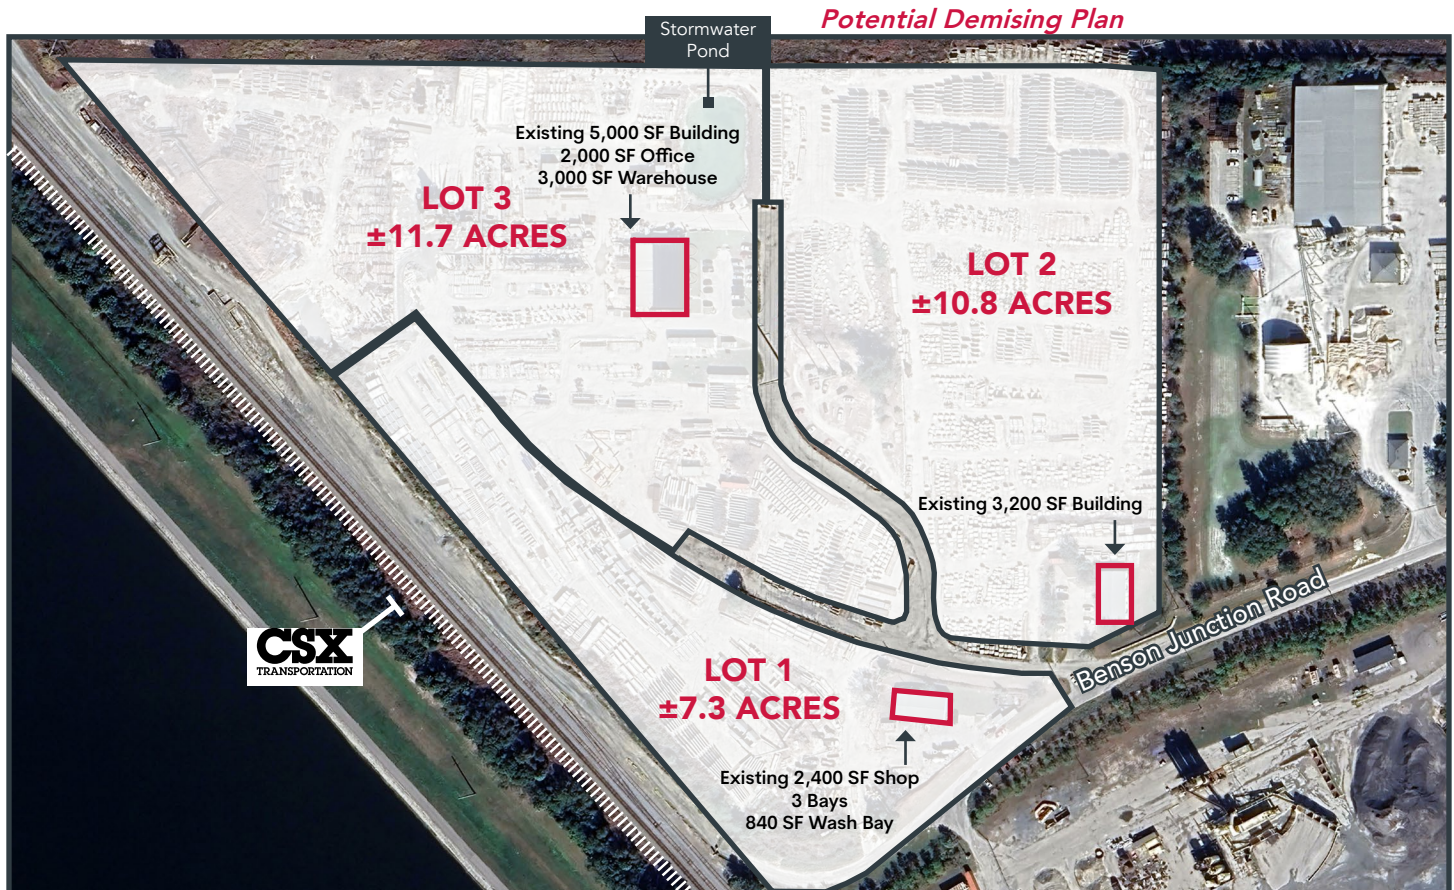 Potential Demising Plan
Stormwater
Pond
Existing 5,000 SF Building
2,000 SF Office
3,000 SF Warehouse
LOT 3
±11.7 ACRES
LOT 2
±10.8 ACRES
Existing 3,200 SF Building
Benson Junction Road
CSX
TRANSPORTATION
LOT 1
±7.3 ACRES
Existing 2,400 SF Shop
3 Bays
840 SF Wash Bay